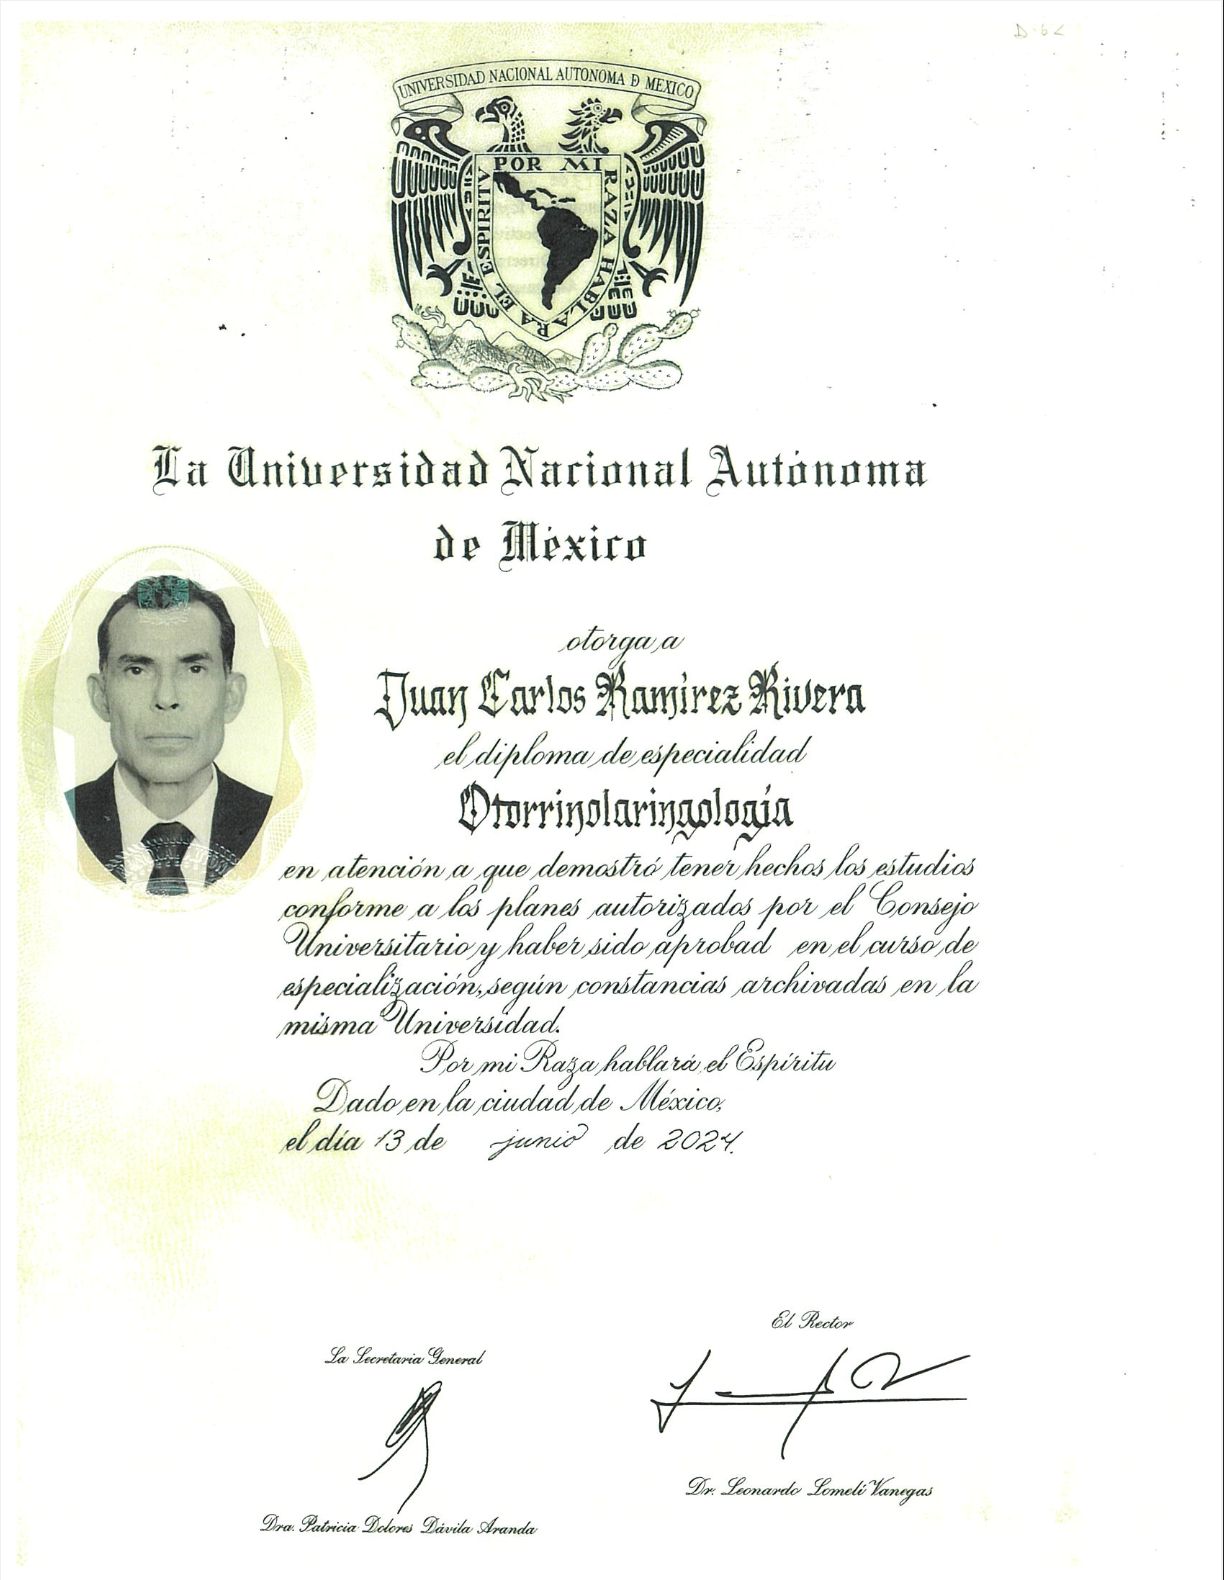 D-62
UNIVERSIDAD NACIONAL AUTONOMA D MEXICO
POR MI RAZA HABLARA EL ESPIRITU
La Universidad Nacional Autónoma
de México
otorga a
Juan Carlos Ramírez Rivera
el diploma de especialidad
Otorrinolaringología
en atención a que demostró tener hechos los estudios
conforme a los planes autorizados por el Consejo
Universitario y haber sido aprobad en el curso de
especialización, según constancias archivadas en la
misma Universidad.
Por mi Raza hablará el Espíritu
Dado en la ciudad de México,
el día 13 de junio de 2024.
El Rector
La Secretaria General
Dr. Leonardo Lomelí Vanegas
Dra. Patricia Dolores Dávila Aranda